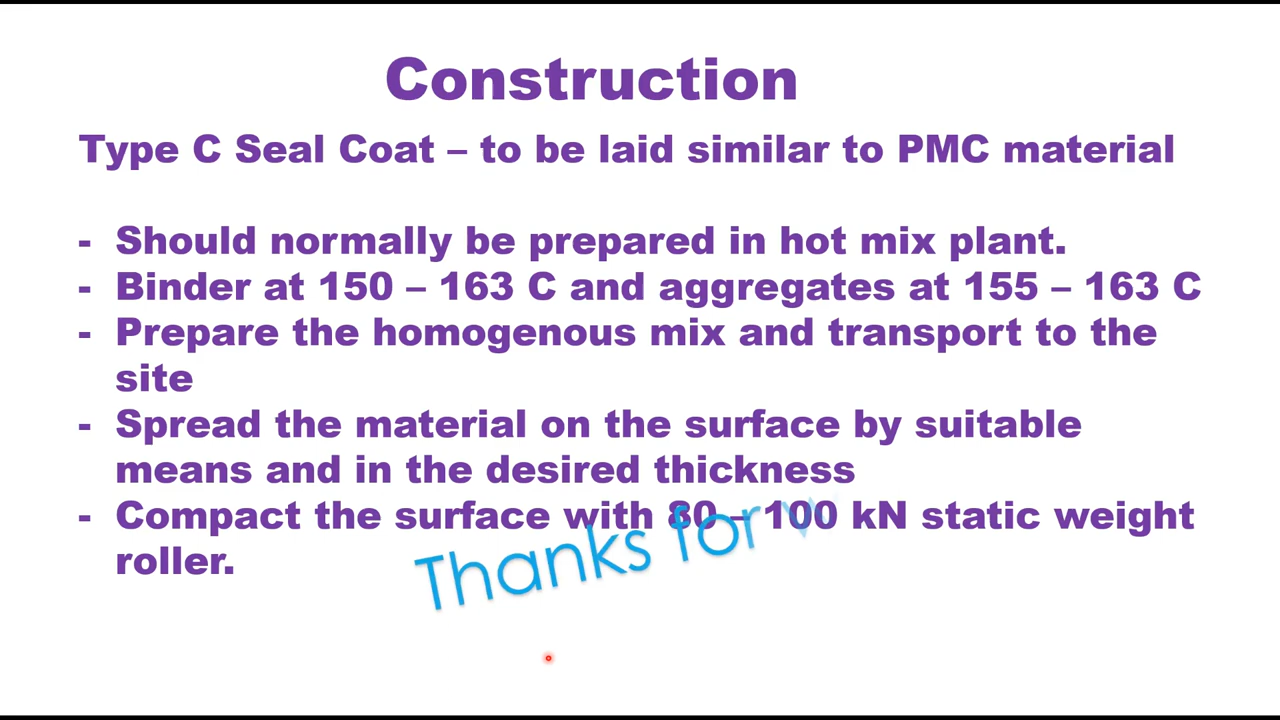 Construction
Type C Seal Coat – to be laid similar to PMC material
- Should normally be prepared in hot mix plant.
- Binder at 150 – 163 C and aggregates at 155 – 163 C
- Prepare the homogenous mix and transport to the
site
- Spread the material on the surface by suitable
means and in the desired thickness
- Compact the surface with 80 – 100 kN static weight
roller.
Thanks for